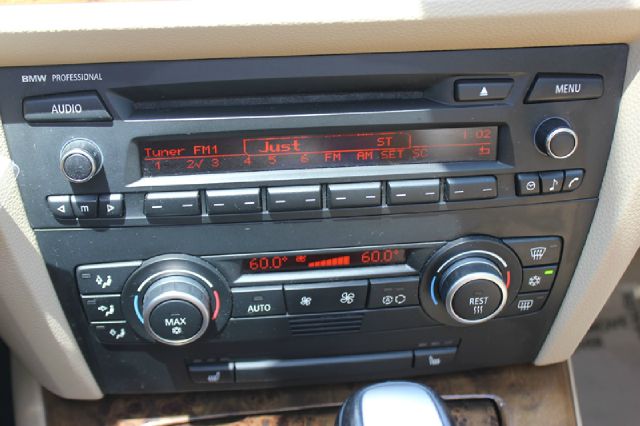 BMW PROFESSIONAL
AUDIO
MENU
Tuner FM1 Just ST 1 02
1 2√ 3 4 5 6 FM AM SET SC
m
60.0° 60.0°
AUTO
MAX
REST